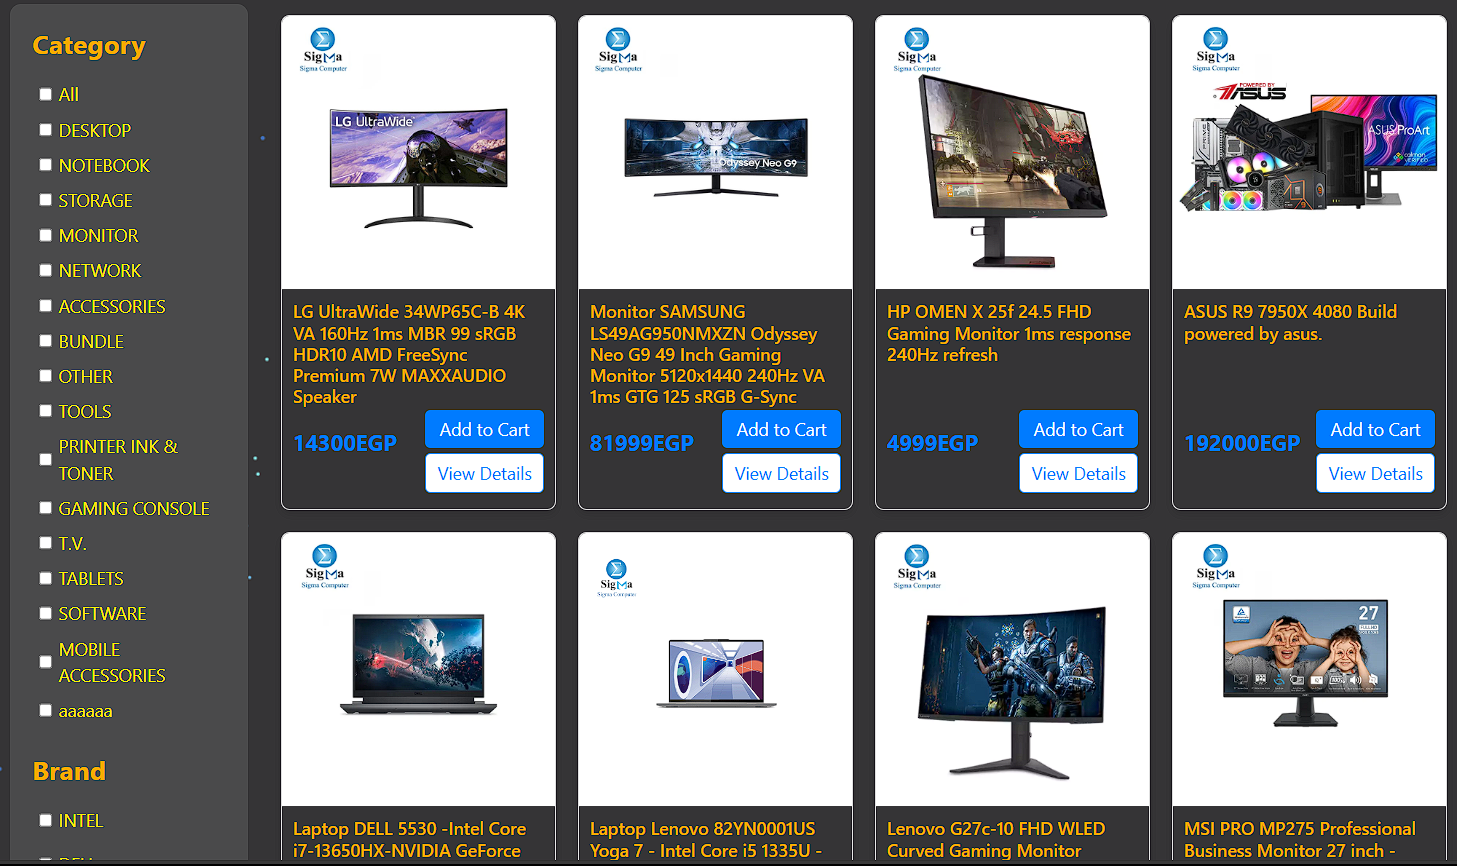 Category
All
DESKTOP
NOTEBOOK
STORAGE
MONITOR
NETWORK
ACCESSORIES
BUNDLE
OTHER
TOOLS
PRINTER INK &
TONER
GAMING CONSOLE
T.V.
TABLETS
SOFTWARE
MOBILE
ACCESSORIES
aaaaaa
Brand
INTEL
SigMa
Sigma Computer
LG UltraWide
LG UltraWide 34WP65C-B 4K
VA 160Hz 1ms MBR 99 sRGB
HDR10 AMD FreeSync
Premium 7W MAXXAUDIO
Speaker
14300EGP
Add to Cart
View Details
SigMa
Sigma Computer
Odyssey Neo G9
Monitor SAMSUNG
LS49AG950NMXZN Odyssey
Neo G9 49 Inch Gaming
Monitor 5120x1440 240Hz VA
1ms GTG 125 sRGB G-Sync
81999EGP
Add to Cart
View Details
SigMa
Sigma Computer
HP OMEN X 25f 24.5 FHD
Gaming Monitor 1ms response
240Hz refresh
4999EGP
Add to Cart
View Details
SigMa
Sigma Computer
POWERED BY
ASUS
ASUS ProArt
ASUS R9 7950X 4080 Build
powered by asus.
192000EGP
Add to Cart
View Details
SigMa
Sigma Computer
Laptop DELL 5530 -Intel Core
i7-13650HX-NVIDIA GeForce
SigMa
Sigma Computer
Laptop Lenovo 82YN0001US
Yoga 7 - Intel Core i5 1335U -
SigMa
Sigma Computer
Lenovo G27c-10 FHD WLED
Curved Gaming Monitor
SigMa
Sigma Computer
27
MSI PRO MP275 Professional
Business Monitor 27 inch -